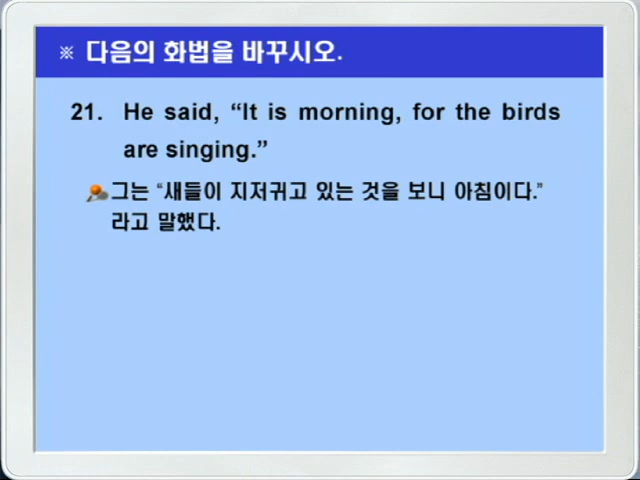 ※ 다음의 화법을 바꾸시오.
21. He said, “It is morning, for the birds
are singing.”
그는 “새들이 지저귀고 있는 것을 보니 아침이다.”
라고 말했다.